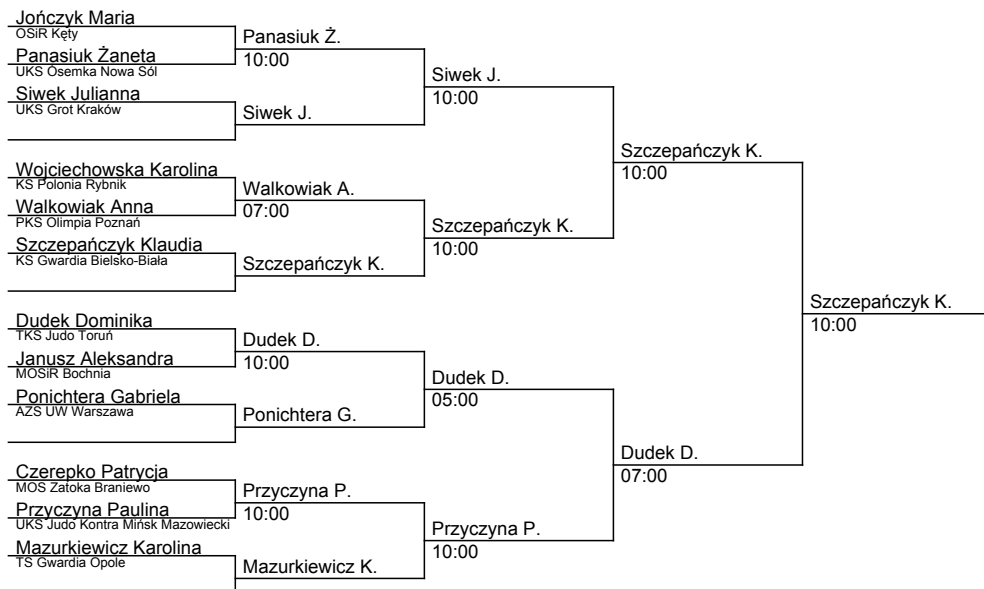 Jończyk Maria
OSiR Kęty
Panasiuk Żaneta
UKS Ósemka Nowa Sól
Siwek Julianna
UKS Grot Kraków
Wojciechowska Karolina
KS Polonia Rybnik
Walkowiak Anna
PKS Olimpia Poznań
Szczepańczyk Klaudia
KS Gwardia Bielsko-Biała
Dudek Dominika
TKS Judo Toruń
Janusz Aleksandra
MOSiR Bochnia
Ponichtera Gabriela
AZS UW Warszawa
Czerepko Patrycja
MOS Zatoka Braniewo
Przyczyna Paulina
UKS Judo Kontra Mińsk Mazowiecki
Mazurkiewicz Karolina
TS Gwardia Opole
Panasiuk Ż.
10:00
Siwek J.
Walkowiak A.
07:00
Szczepańczyk K.
Dudek D.
10:00
Ponichtera G.
Przyczyna P.
10:00
Mazurkiewicz K.
Siwek J.
10:00
Szczepańczyk K.
10:00
Dudek D.
05:00
Przyczyna P.
10:00
Szczepańczyk K.
10:00
Dudek D.
07:00
Szczepańczyk K.
10:00